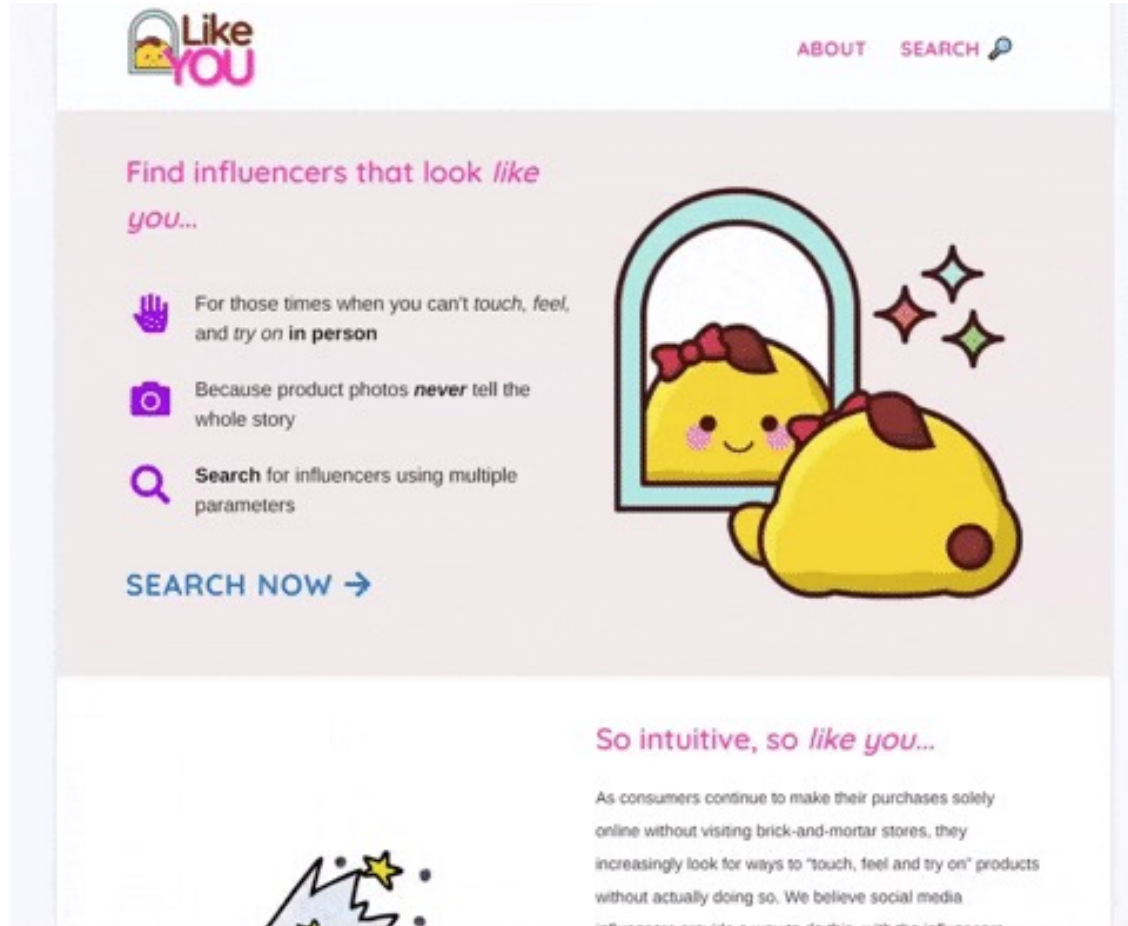 Like
YOU
ABOUT
SEARCH
Find influencers that look like
you...
For those times when you can't touch, feel,
and try on in person
Because product photos never tell the
whole story
Search for influencers using multiple
parameters
SEARCH NOW →
So intuitive, so like you...
As consumers continue to make their purchases solely
online without visiting brick-and-mortar stores, they
increasingly look for ways to "touch, feel and try on" products
without actually doing so. We believe social media